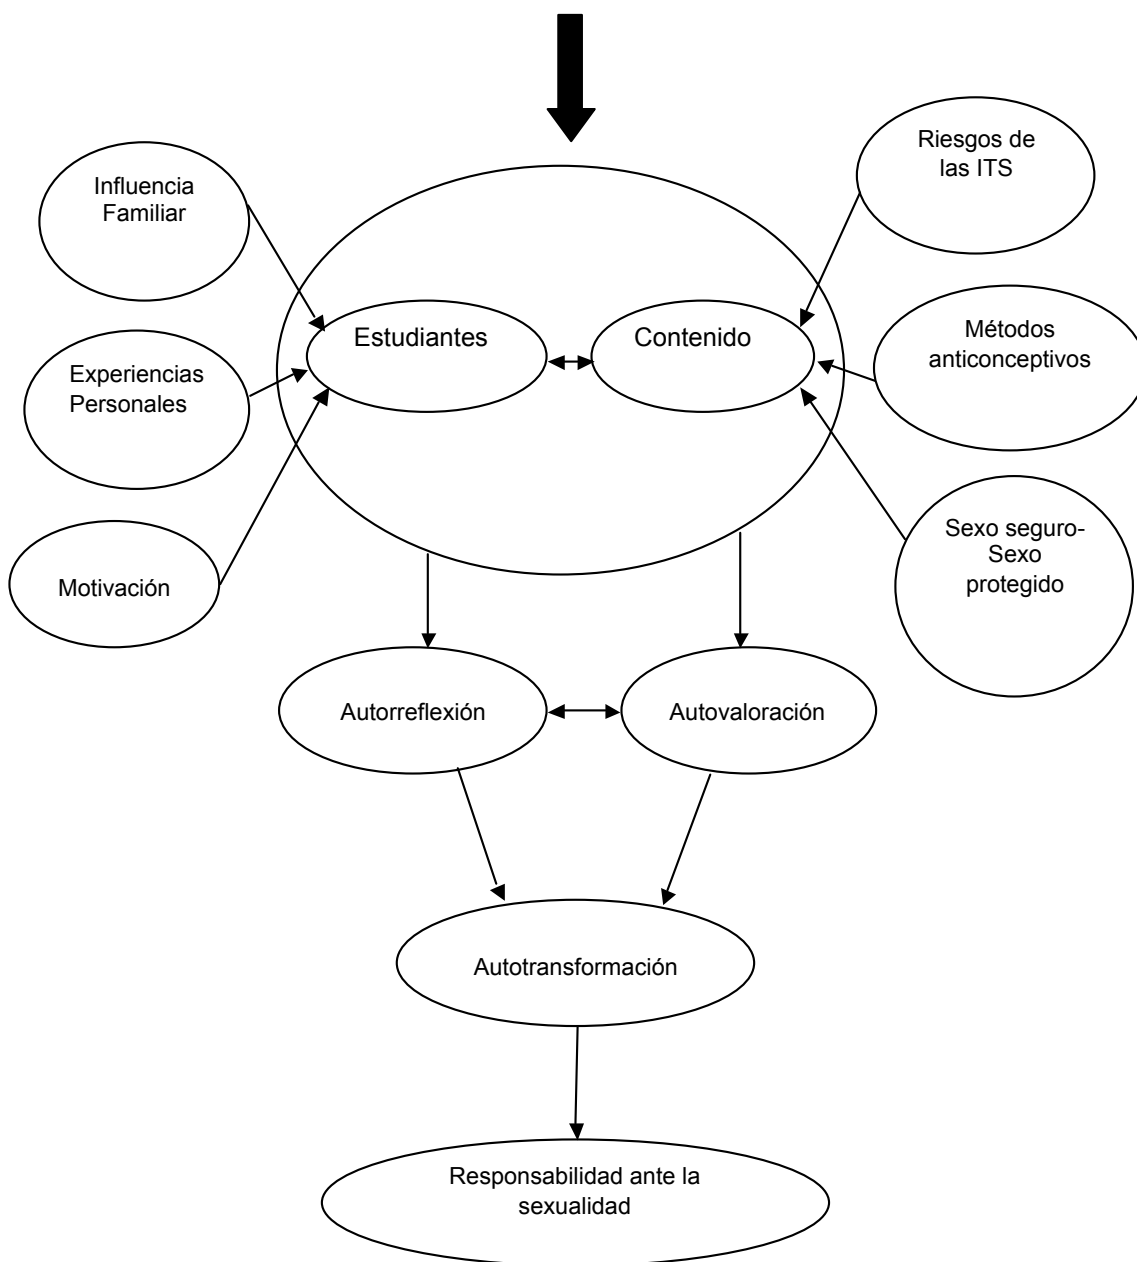 Riesgos de
las ITS
Influencia
Familiar
Estudiantes
Contenido
Métodos
anticonceptivos
Experiencias
Personales
Sexo seguro-
Sexo
protegido
Motivación
Autorreflexión
Autovaloración
Autotransformación
Responsabilidad ante la
sexualidad